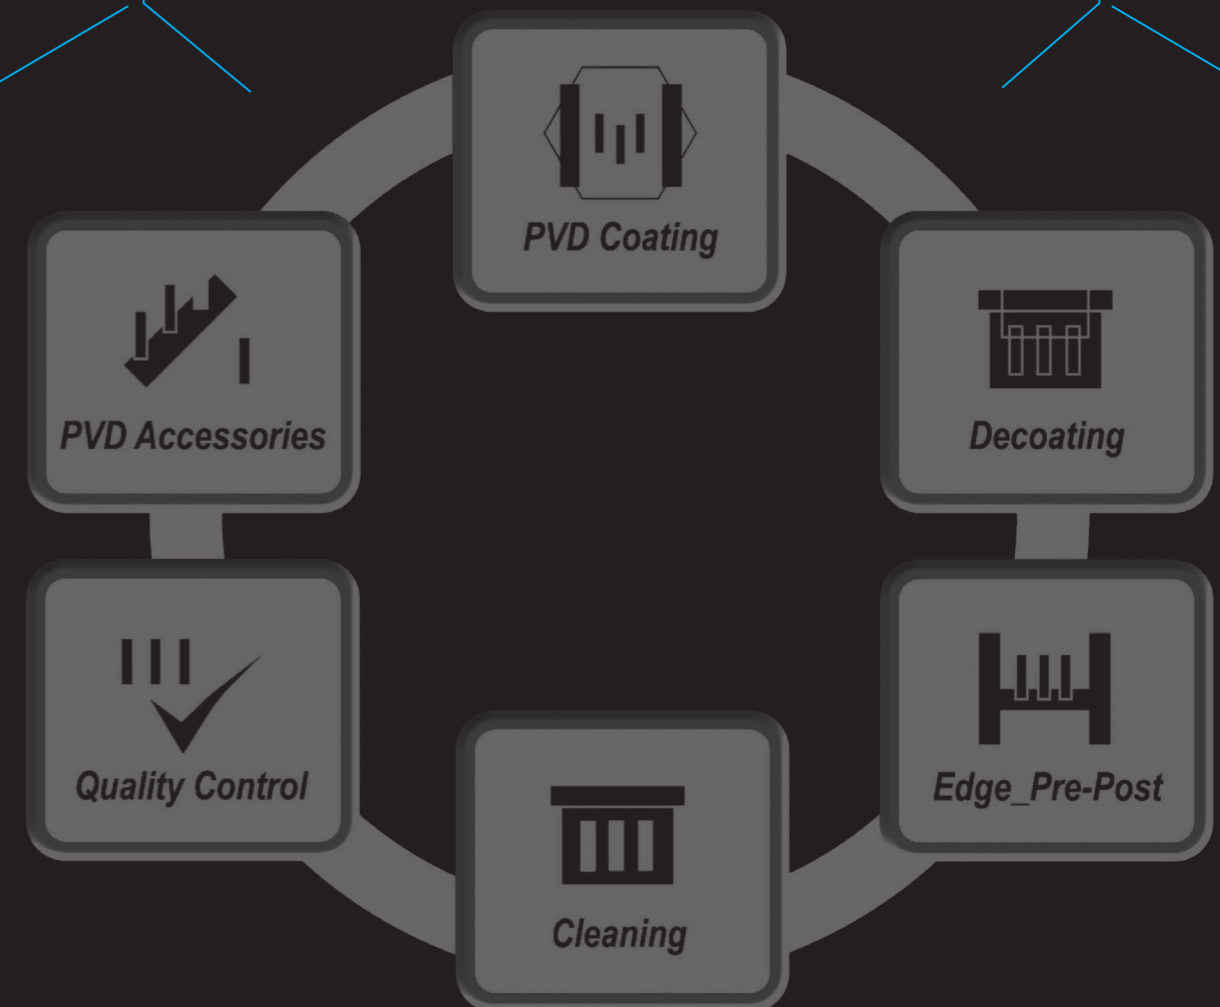 PVD Coating
PVD Accessories
Decoating
Quality Control
Edge_Pre-Post
Cleaning